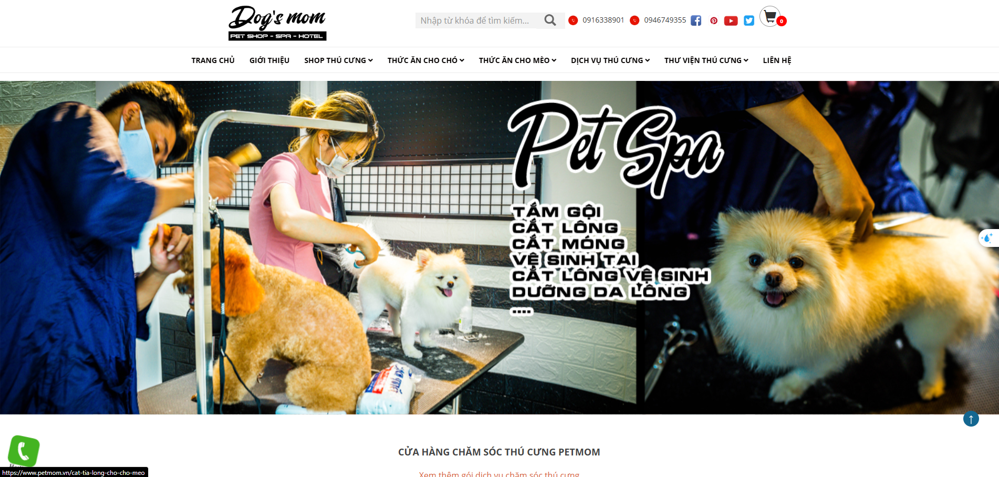 Dog's mom
PET SHOP - SPA - HOTEL
Nhập từ khóa để tìm kiếm...
0916338901
0946749355
0
TRANG CHỦ
GIỚI THIỆU
SHOP THÚ CƯNG
THỨC ĂN CHO CHÓ
THỨC ĂN CHO MÈO
DỊCH VỤ THÚ CƯNG
THƯ VIỆN THÚ CƯNG
LIÊN HỆ
Pet Spa
TẮM GỘI
CẮT LÔNG
CẮT MÓNG
VỆ SINH TAI
CẮT LÔNG VỆ SINH
DƯỠNG DA LÔNG
....
CỬA HÀNG CHĂM SÓC THÚ CƯNG PETMOM
Xem thêm gói dịch vụ chăm sóc thú cưng
https://www.petmom.vn/cat-tia-long-cho-cho-meo